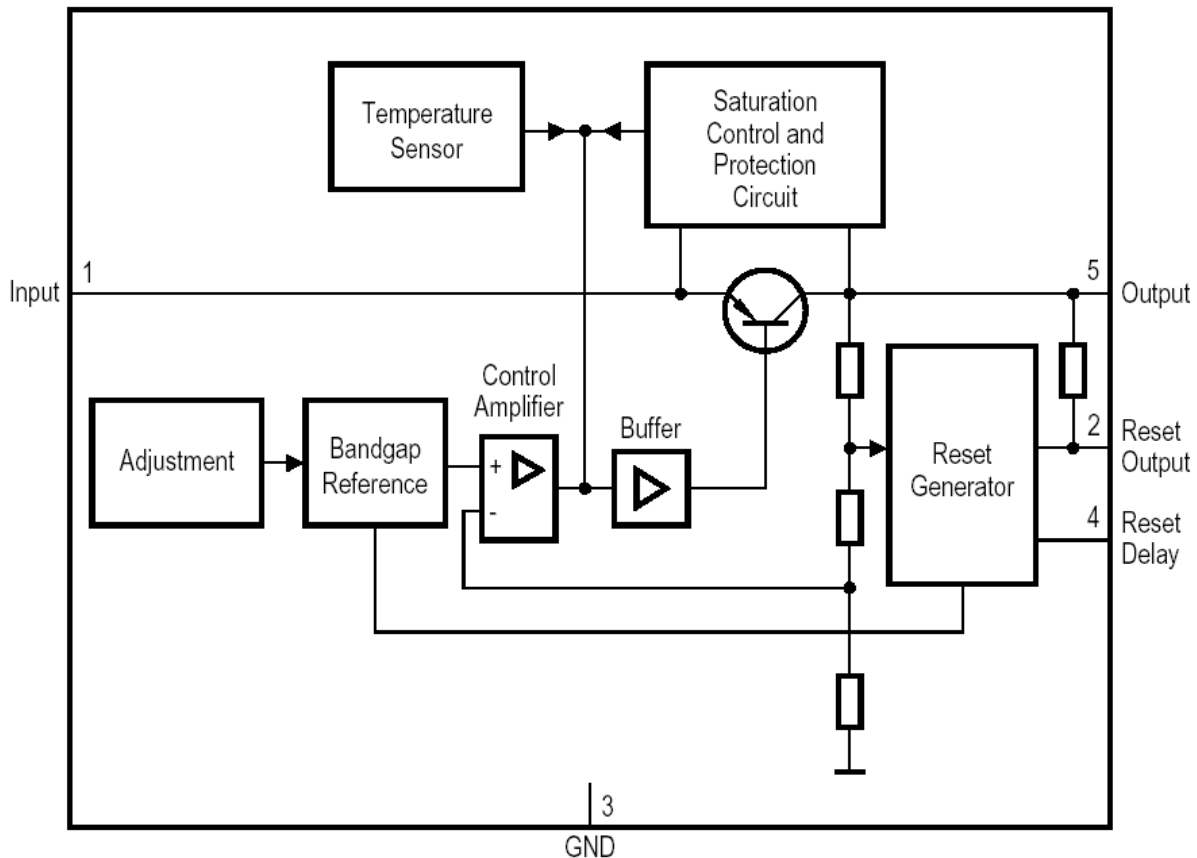 Temperature
Sensor
Saturation
Control and
Protection
Circuit
Input
1
5
Output
Adjustment
Bandgap
Reference
Control
Amplifier
+
-
Buffer
Reset
Generator
2
Reset
Output
4
Reset
Delay
3
GND